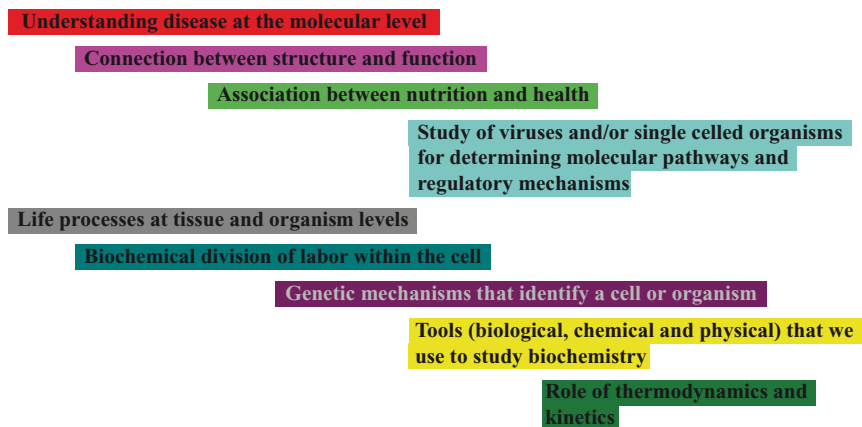 Understanding disease at the molecular level
Connection between structure and function
Association between nutrition and health
Study of viruses and/or single celled organisms
for determining molecular pathways and
regulatory mechanisms
Life processes at tissue and organism levels
Biochemical division of labor within the cell
Genetic mechanisms that identify a cell or organism
Tools (biological, chemical and physical) that we
use to study biochemistry
Role of thermodynamics and
kinetics